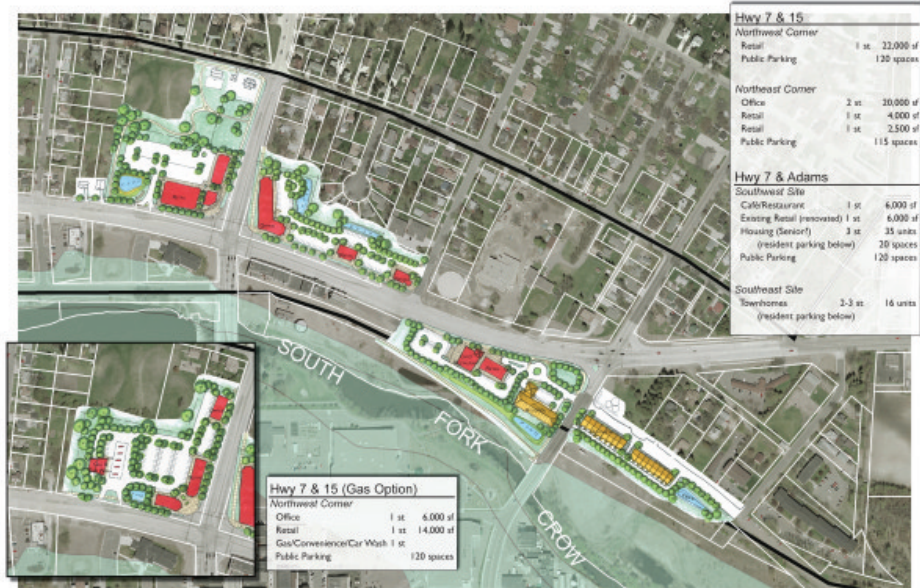 Hwy 7 & 15
Northwest Corner
Retail 1 st 22,000 sf
Public Parking 120 spaces
Northeast Corner
Office 2 st 20,000 sf
Retail 1 st 4,000 sf
Retail 1 st 2,500 sf
Public Parking 115 spaces
Hwy 7 & Adams
Southwest Site
Café/Restaurant 1 st 6,000 sf
Existing Retail (renovated) 1 st 6,000 sf
Housing (Senior?) 3 st 35 units
(resident parking below) 20 spaces
Public Parking 120 spaces
Southeast Site
Townhomes 2-3 st 16 units
(resident parking below)
SOUTH
FORK
CROW
Hwy 7 & 15 (Gas Option)
Northwest Corner
Office 1 st 6,000 sf
Retail 1 st 14,000 sf
Gas/Convenience/Car Wash 1 st
Public Parking 120 spaces